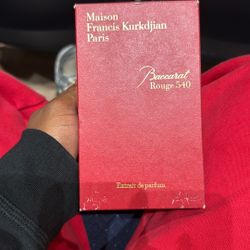 Maison
Francis Kurkdjian
Paris
Baccarat
Rouge 540
Extrait de parfum